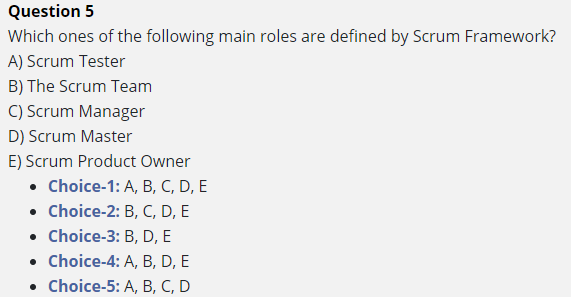 Question 5
Which ones of the following main roles are defined by Scrum Framework?
A) Scrum Tester
B) The Scrum Team
C) Scrum Manager
D) Scrum Master
E) Scrum Product Owner
• Choice-1: A, B, C, D, E
• Choice-2: B, C, D, E
• Choice-3: B, D, E
• Choice-4: A, B, D, E
• Choice-5: A, B, C, D